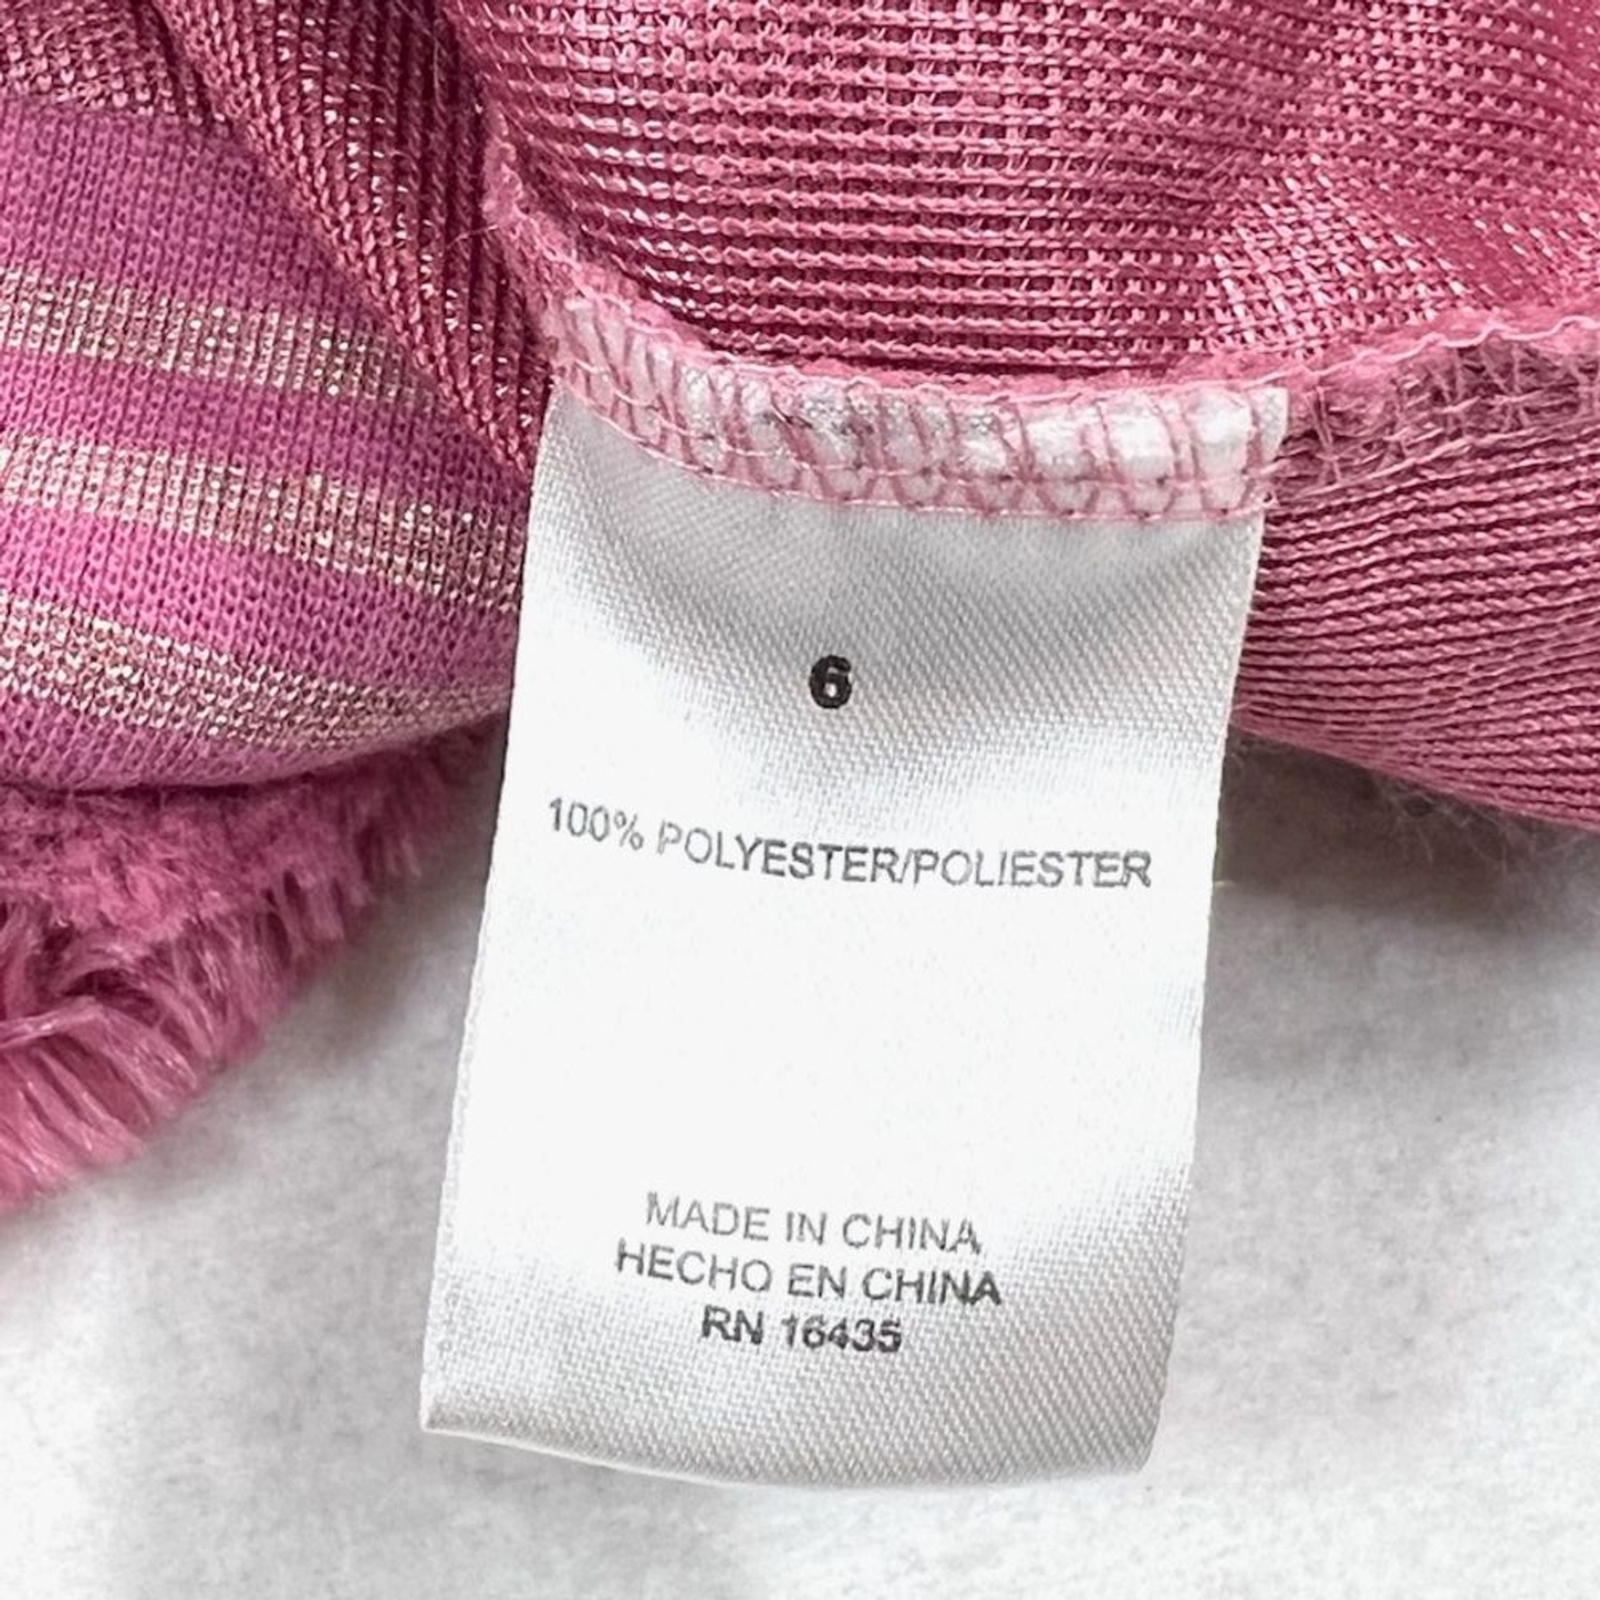 6
100% POLYESTER/POLIESTER
MADE IN CHINA
HECHO EN CHINA
RN 16435